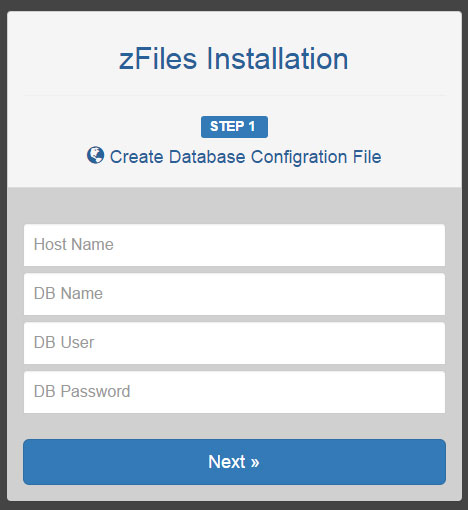 zFiles Installation
STEP 1
Create Database Configration File
Host Name
DB Name
DB User
DB Password
Next »